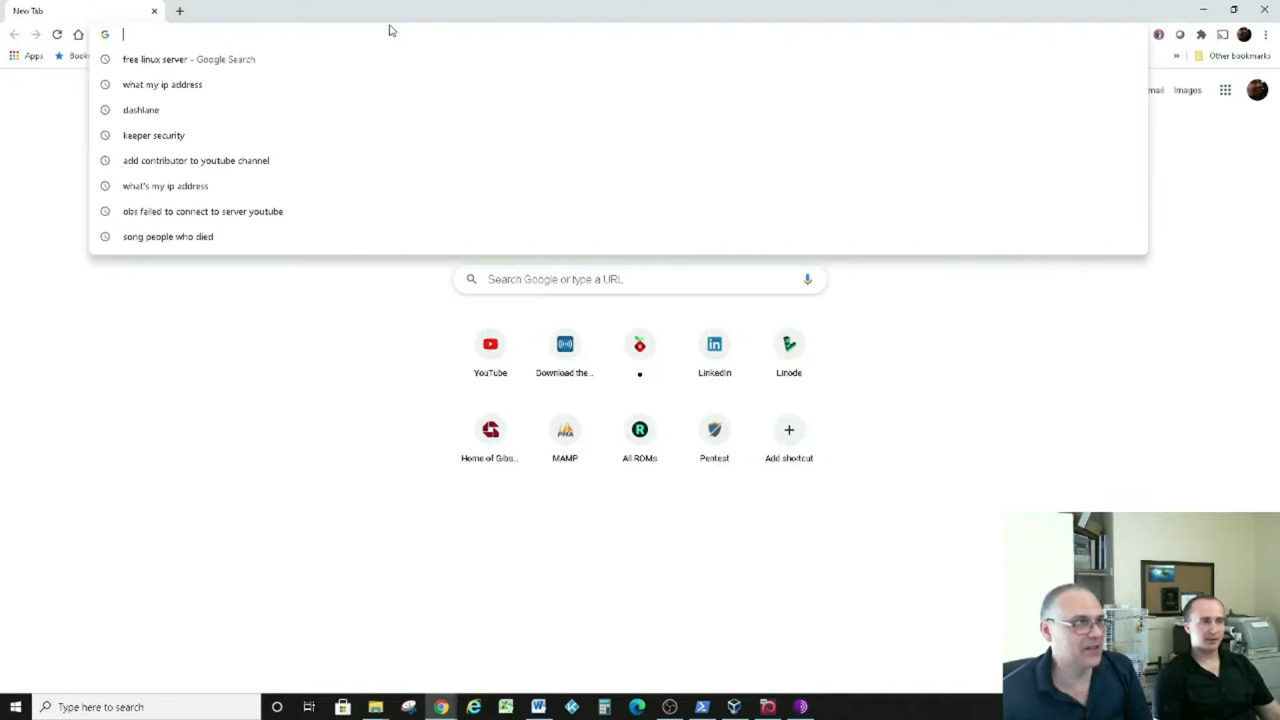 New Tab
Apps
Book
Other bookmarks
free linux server - Google Search
what my ip address
mail
Images
dashlane
keeper security
add contributor to youtube channel
what's my ip address
obs failed to connect to server youtube
song people who died
Search Google or type a URL
YouTube
Download the...
LinkedIn
Linode
Home of Gibs...
MAMP
All ROMs
Pentest
Add shortcut
Type here to search